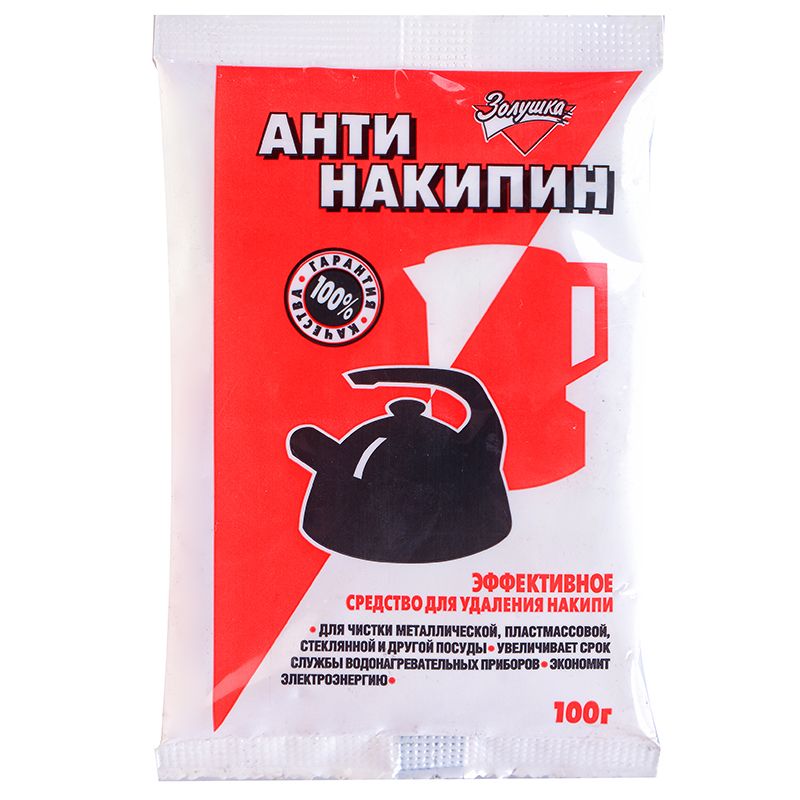 Золушка
АНТИ
НАКИПИН
• ГАРАНТИЯ •
КАЧЕСТВА
100%
ЭФФЕКТИВНОЕ
СРЕДСТВО ДЛЯ УДАЛЕНИЯ НАКИПИ
• ДЛЯ ЧИСТКИ МЕТАЛЛИЧЕСКОЙ, ПЛАСТМАССОВОЙ,
СТЕКЛЯННОЙ И ДРУГОЙ ПОСУДЫ • УВЕЛИЧИВАЕТ СРОК
СЛУЖБЫ ВОДОНАГРЕВАТЕЛЬНЫХ ПРИБОРОВ • ЭКОНОМИТ
ЭЛЕКТРОЭНЕРГИЮ •
100г